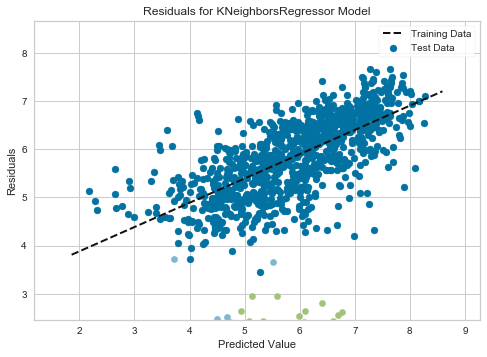 Residuals for KNeighborsRegressor Model
Training Data
Test Data
8
7
6
5
4
3
Residuals
2 3 4 5 6 7 8 9
Predicted Value